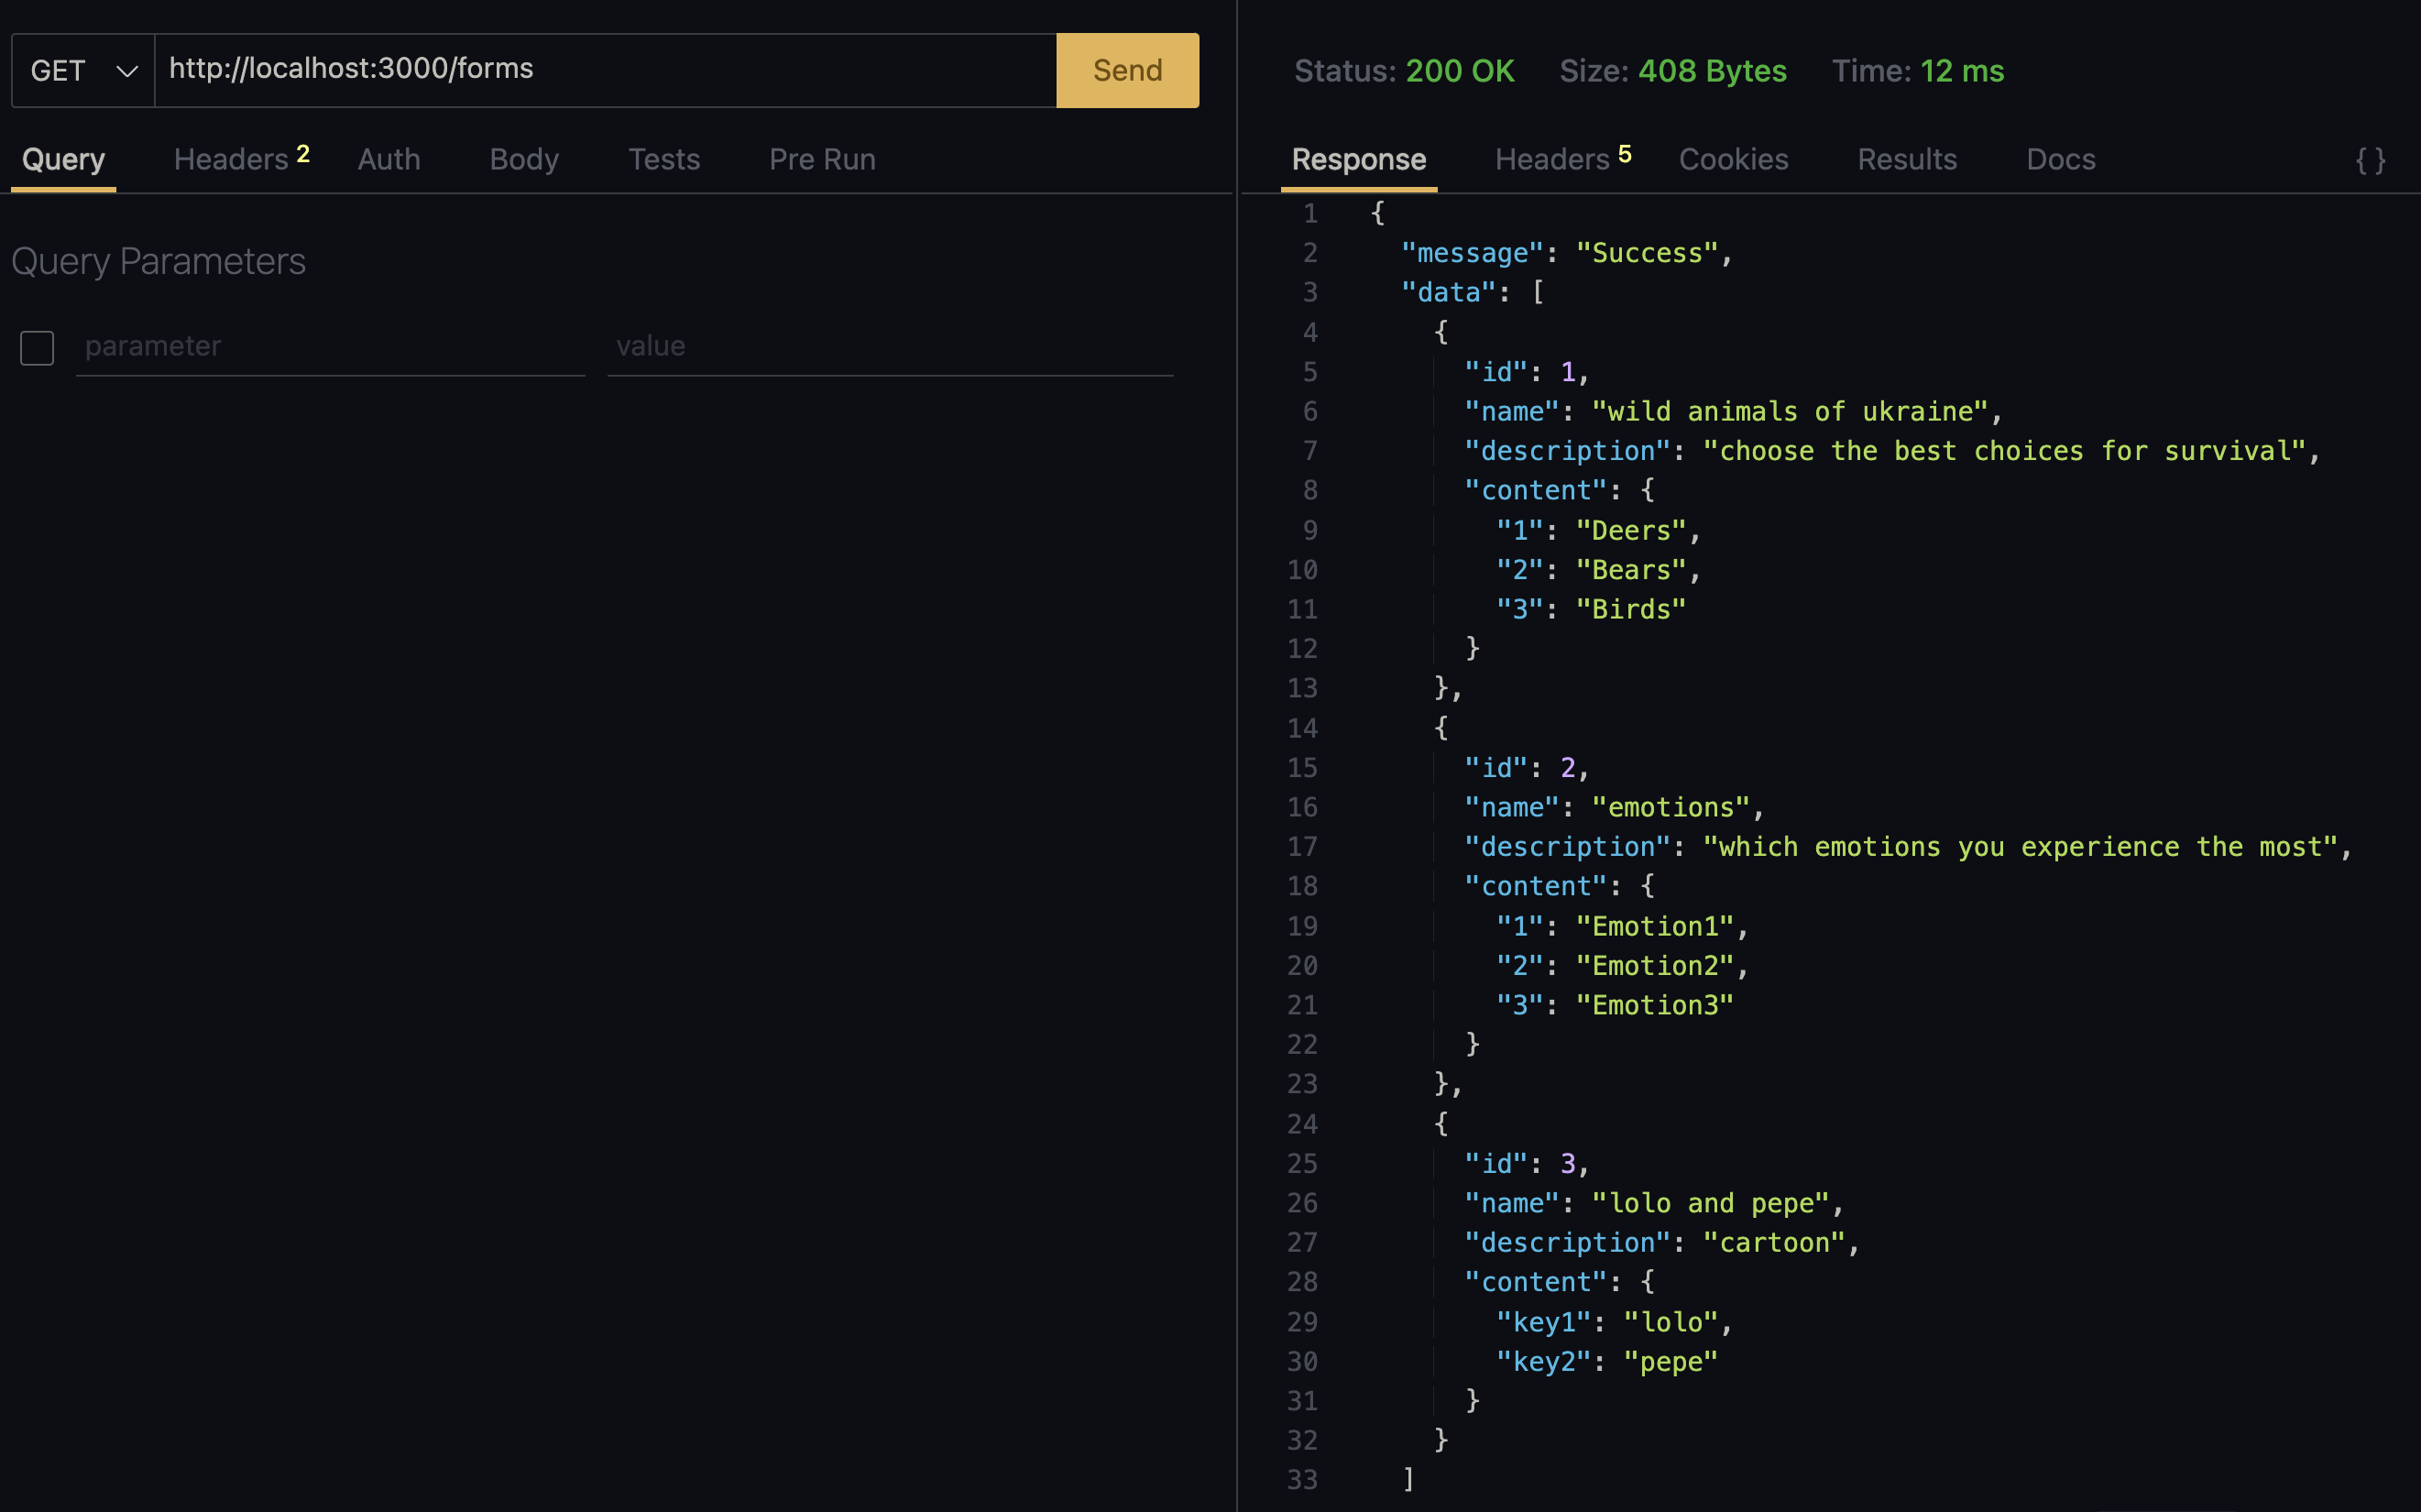 GET http://localhost:3000/forms Send
Query Headers 2 Auth Body Tests Pre Run
Query Parameters
parameter value
Status: 200 OK Size: 408 Bytes Time: 12 ms
Response Headers 5 Cookies Results Docs {}
1 {
2 "message": "Success",
3 "data": [
4 {
5 "id": 1,
6 "name": "wild animals of ukraine",
7 "description": "choose the best choices for survival",
8 "content": {
9 "1": "Deers",
10 "2": "Bears",
11 "3": "Birds"
12 }
13 },
14 {
15 "id": 2,
16 "name": "emotions",
17 "description": "which emotions you experience the most",
18 "content": {
19 "1": "Emotion1",
20 "2": "Emotion2",
21 "3": "Emotion3"
22 }
23 },
24 {
25 "id": 3,
26 "name": "lolo and pepe",
27 "description": "cartoon",
28 "content": {
29 "key1": "lolo",
30 "key2": "pepe"
31 }
32 }
33 ]